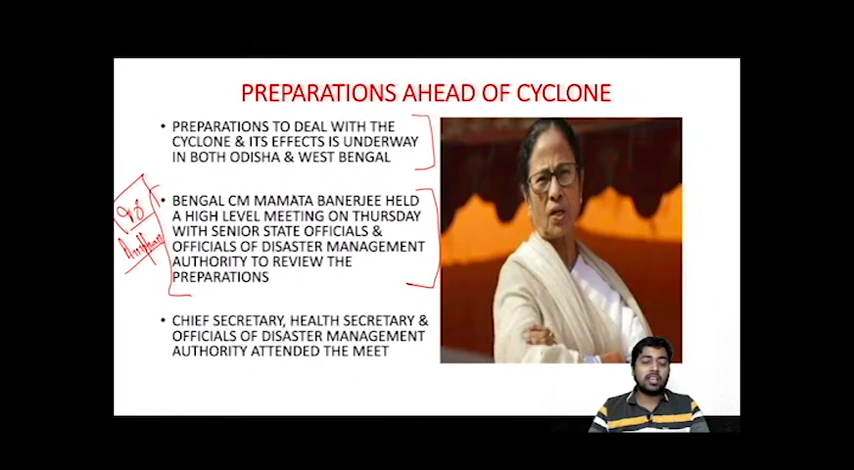 PREPARATIONS AHEAD OF CYCLONE
• PREPARATIONS TO DEAL WITH THE
CYCLONE & ITS EFFECTS IS UNDERWAY
IN BOTH ODISHA & WEST BENGAL
• BENGAL CM MAMATA BANERJEE HELD
A HIGH LEVEL MEETING ON THURSDAY
WITH SENIOR STATE OFFICIALS &
OFFICIALS OF DISASTER MANAGEMENT
AUTHORITY TO REVIEW THE
PREPARATIONS
• CHIEF SECRETARY, HEALTH SECRETARY &
OFFICIALS OF DISASTER MANAGEMENT
AUTHORITY ATTENDED THE MEET